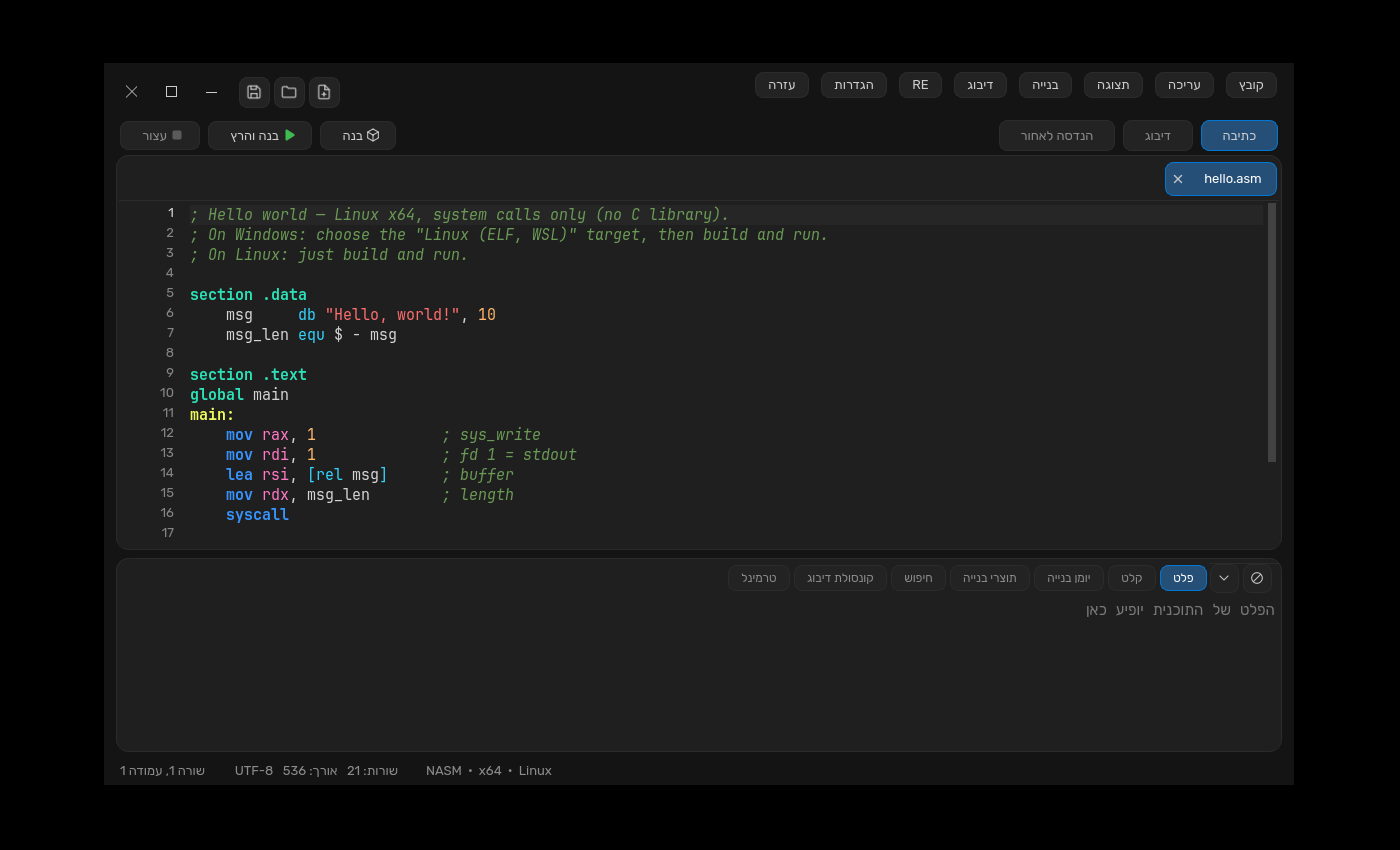 קובץ עריכה תצוגה בנייה דיבוג RE הגדרות עזרה
כתיבה דיבוג הנדסה לאחור בנה בנה והרץ עצור
hello.asm
1 ; Hello world — Linux x64, system calls only (no C library).
2 ; On Windows: choose the "Linux (ELF, WSL)" target, then build and run.
3 ; On Linux: just build and run.
4
5 section .data
6     msg     db "Hello, world!", 10
7     msg_len equ $ - msg
8
9 section .text
10 global main
11 main:
12     mov rax, 1              ; sys_write
13     mov rdi, 1              ; fd 1 = stdout
14     lea rsi, [rel msg]      ; buffer
15     mov rdx, msg_len        ; length
16     syscall
17
פלט קלט יומן בנייה תוצרי בנייה חיפוש קונסולת דיבוג טרמינל
הפלט של התוכנית יופיע כאן
NASM • x64 • Linux שורות: 21 אורך: 536 UTF-8 שורה 1, עמודה 1